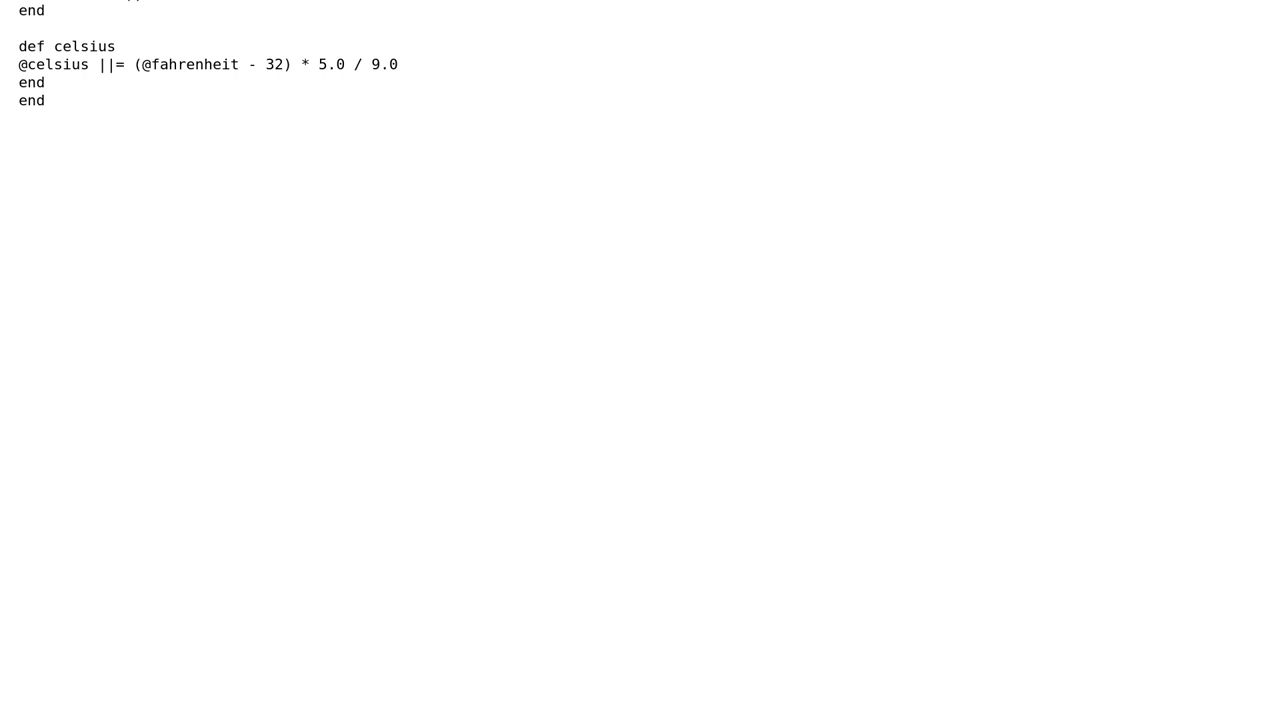 end

def celsius
@celsius ||= (@fahrenheit - 32) * 5.0 / 9.0
end
end